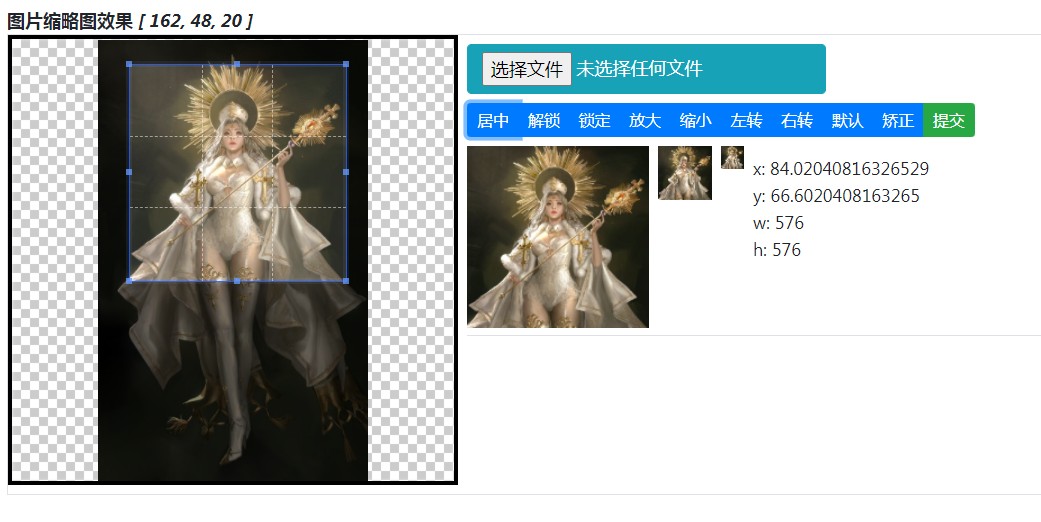 图片缩略图效果 [ 162, 48, 20 ]
选择文件 未选择任何文件
居中 解锁 锁定 放大 缩小 左转 右转 默认 矫正 提交
x: 84.02040816326529
y: 66.6020408163265
w: 576
h: 576